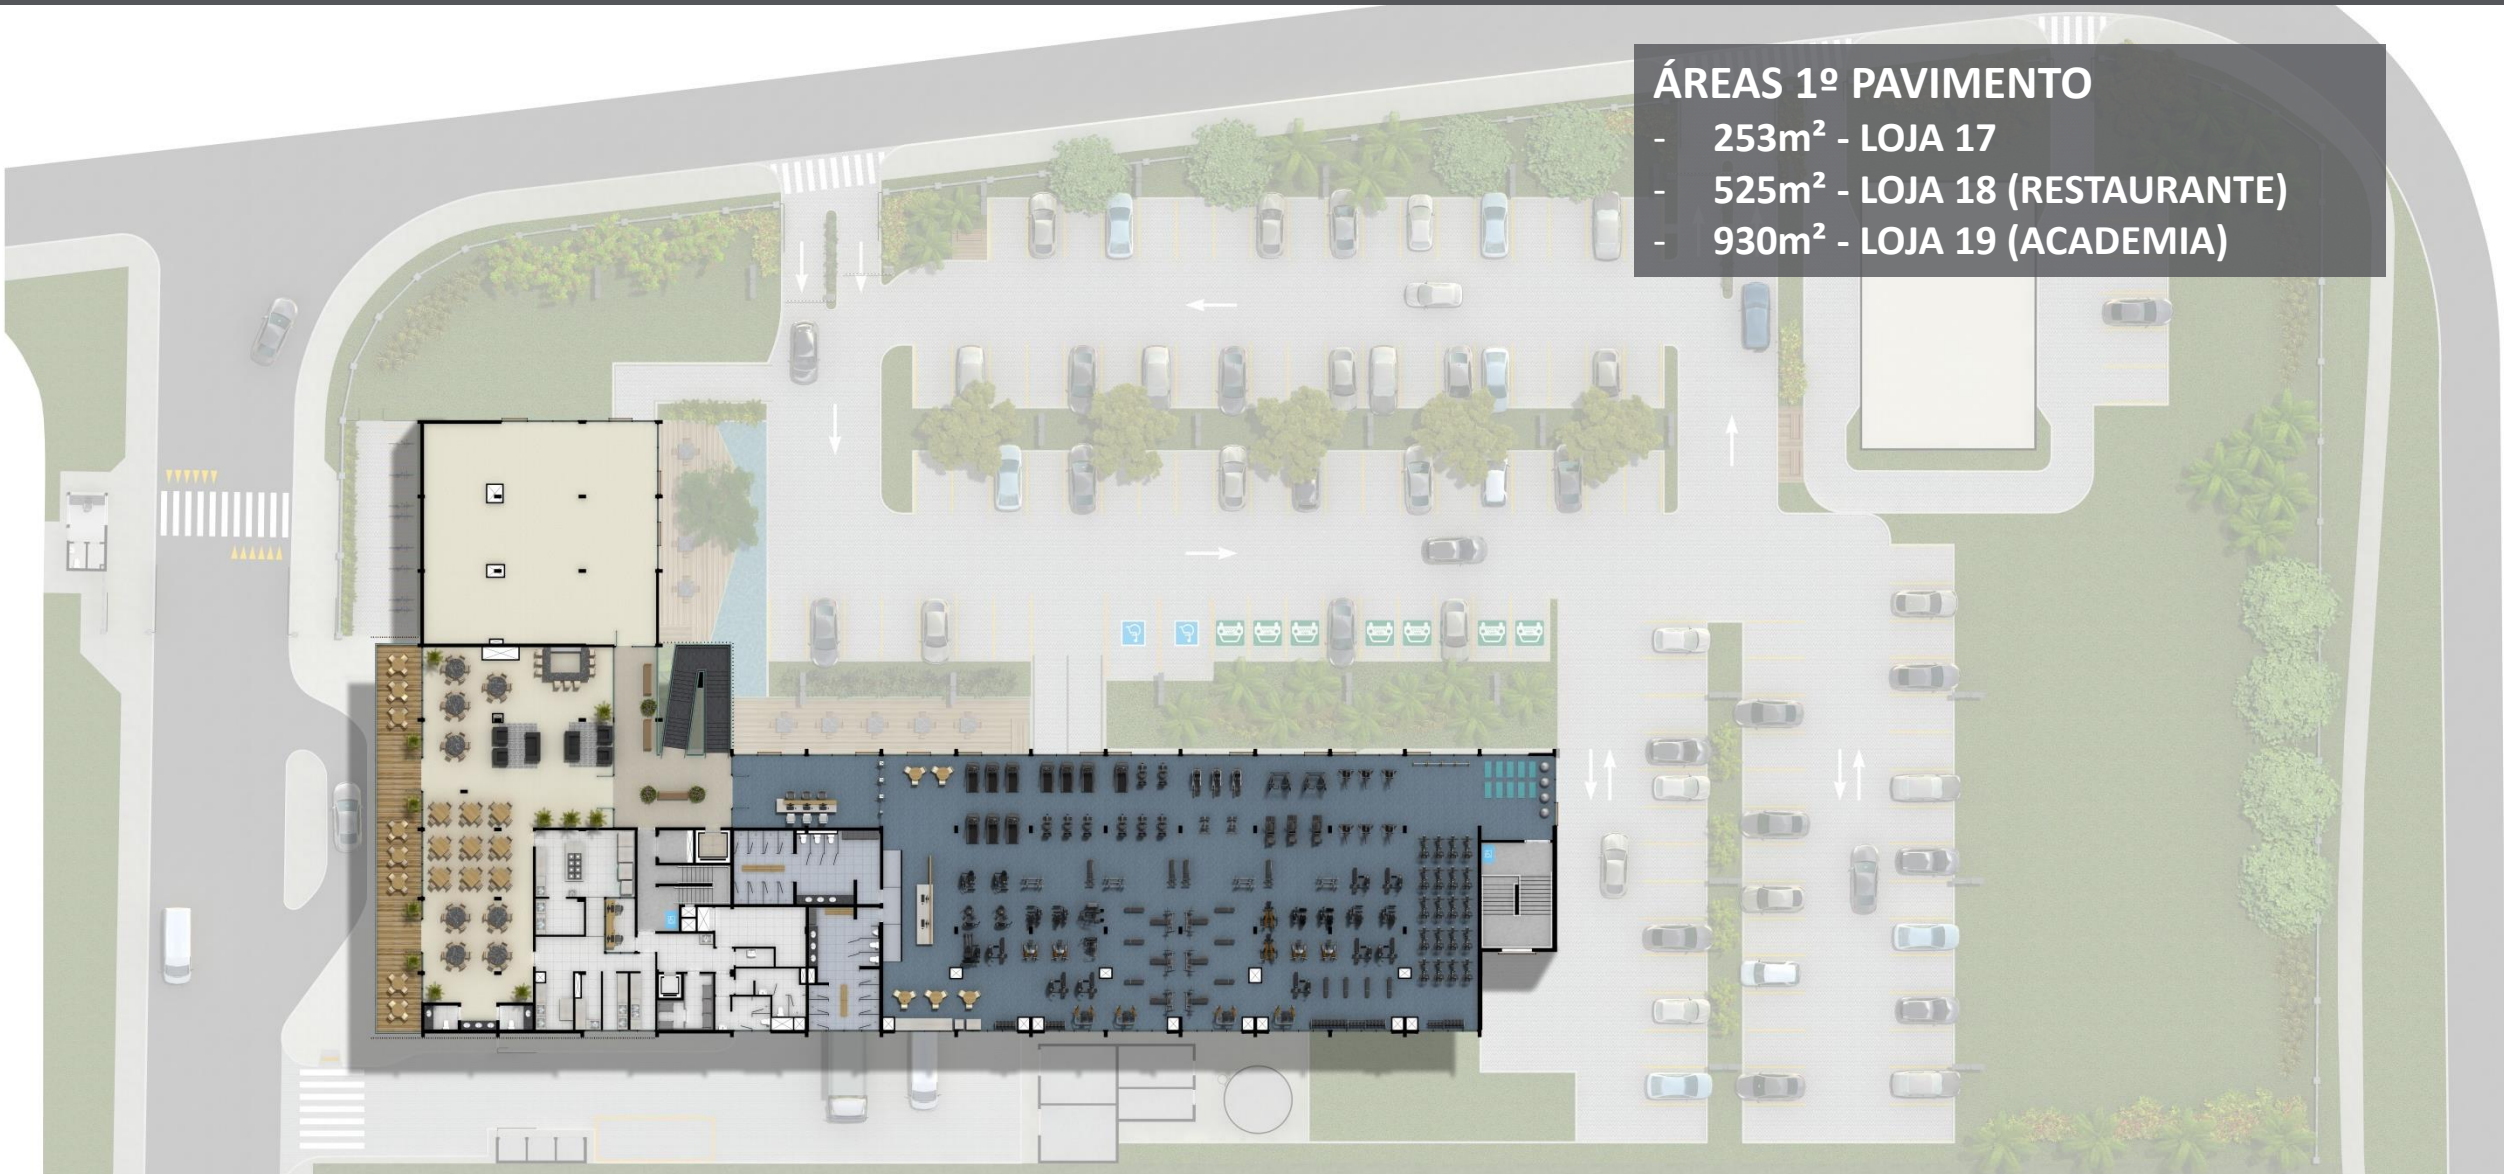 ÁREAS 1º PAVIMENTO
- 253m² - LOJA 17
- 525m² - LOJA 18 (RESTAURANTE)
- 930m² - LOJA 19 (ACADEMIA)